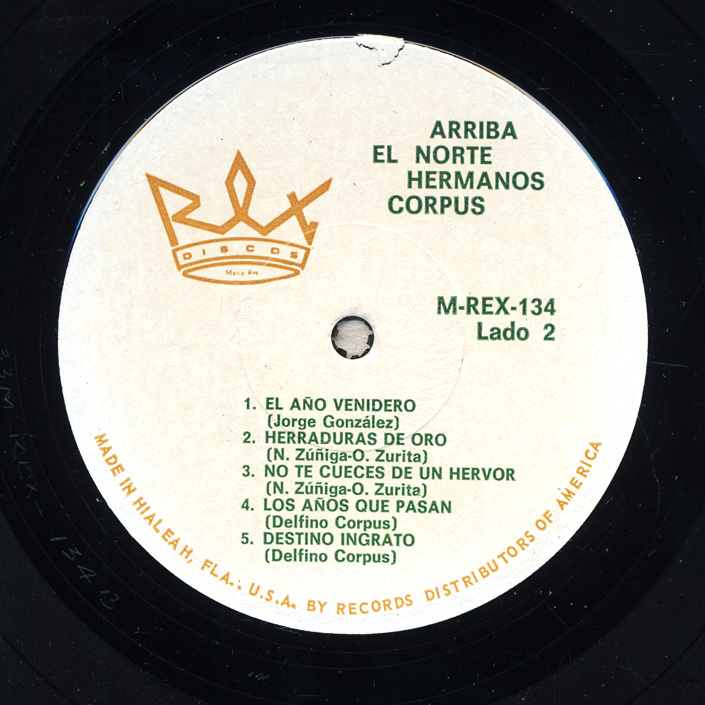 ARRIBA
EL NORTE
HERMANOS
CORPUS
Rex
DISCOS
Marca Reg.
M-REX-134
Lado 2
1. EL AÑO VENIDERO
(Jorge González)
2. HERRADURAS DE ORO
(N. Zúñiga-O. Zurita)
3. NO TE CUECES DE UN HERVOR
(N. Zúñiga-O. Zurita)
4. LOS AÑOS QUE PASAN
(Delfino Corpus)
5. DESTINO INGRATO
(Delfino Corpus)
MADE IN HIALEAH, FLA., U.S.A. BY RECORDS DISTRIBUTORS OF AMERICA